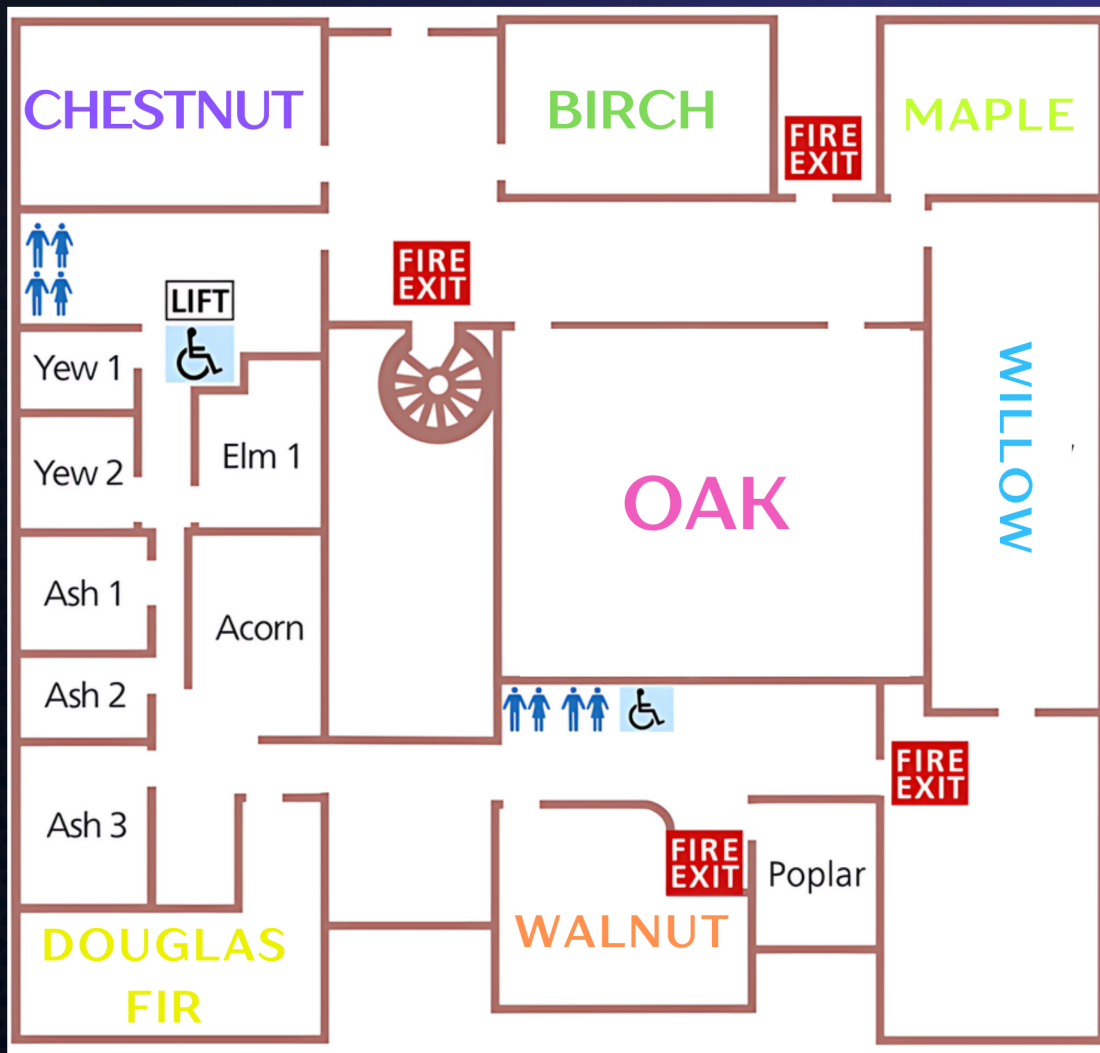 CHESTNUT
BIRCH
MAPLE
FIRE
EXIT
FIRE
EXIT
LIFT
Yew 1
Yew 2
Elm 1
WILLOW
OAK
Ash 1
Acorn
Ash 2
FIRE
EXIT
Ash 3
FIRE
EXIT
Poplar
WALNUT
DOUGLAS
FIR